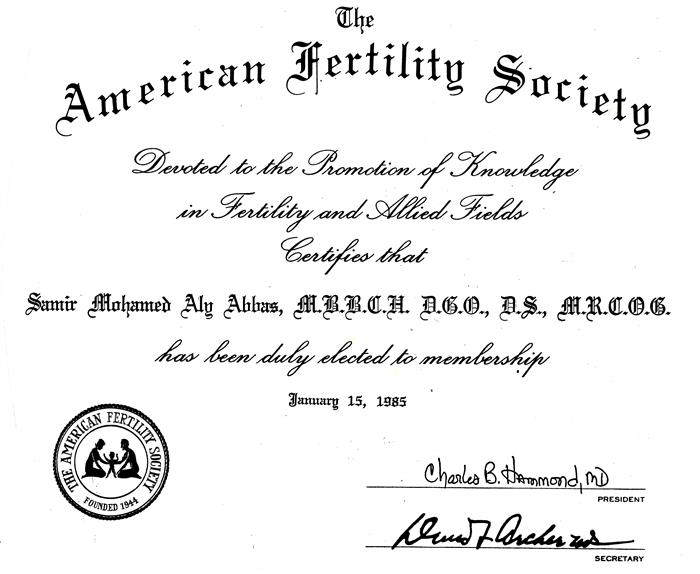 The
American Fertility Society
Devoted to the Promotion of Knowledge
in Fertility and Allied Fields
Certifies that
Samir Mohamed Aly Abbas, M.B.B.C.H. D.G.O., D.S., M.R.C.O.G.
has been duly elected to membership
January 15, 1985
THE AMERICAN FERTILITY SOCIETY
FOUNDED 1944
Charles B. Hammond, MD
PRESIDENT
Archer
SECRETARY